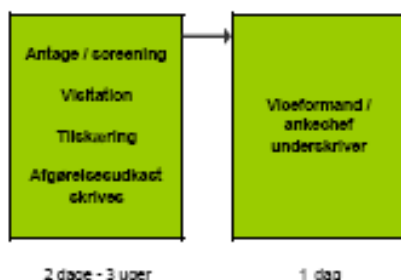 Antage / screening
Visitation
Tilskæring
Afgørelsesudkast
skrives
Viceformand /
ankechef
underskriver
2 dage - 3 uger
1 dag